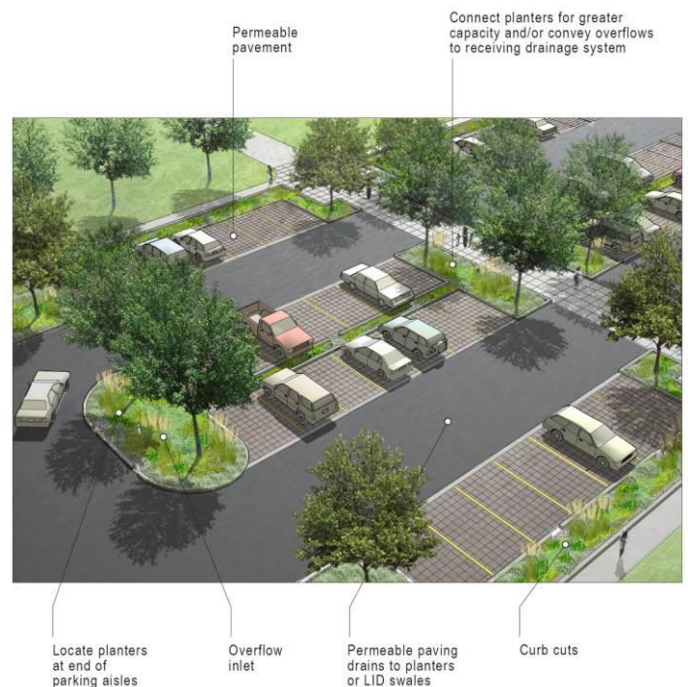 Permeable
pavement
Connect planters for greater
capacity and/or convey overflows
to receiving drainage system
Locate planters
at end of
parking aisles
Overflow
inlet
Permeable paving
drains to planters
or LID swales
Curb cuts